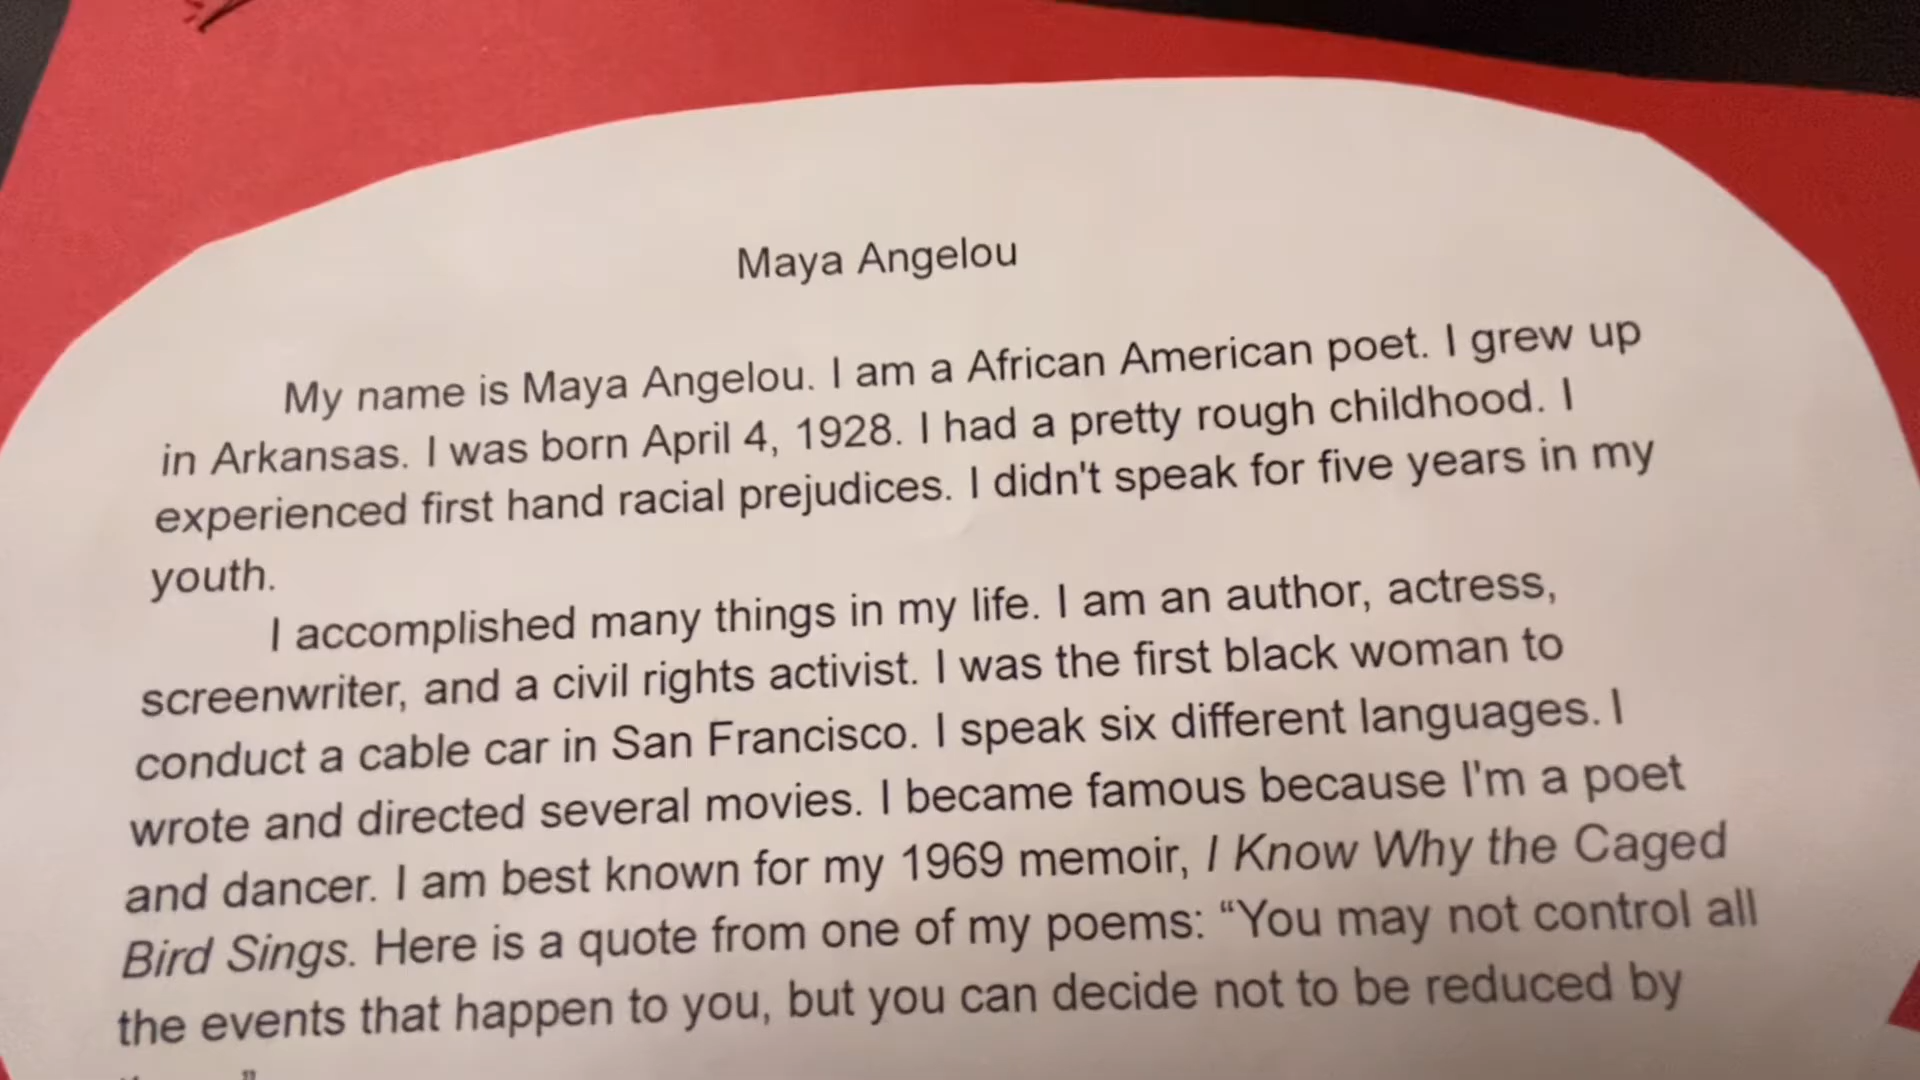 Maya Angelou
My name is Maya Angelou. I am a African American poet. I grew up
in Arkansas. I was born April 4, 1928. I had a pretty rough childhood. I
experienced first hand racial prejudices. I didn't speak for five years in my
youth.
I accomplished many things in my life. I am an author, actress,
screenwriter, and a civil rights activist. I was the first black woman to
conduct a cable car in San Francisco. I speak six different languages. I
wrote and directed several movies. I became famous because I'm a poet
and dancer. I am best known for my 1969 memoir, I Know Why the Caged
Bird Sings. Here is a quote from one of my poems: “You may not control all
the events that happen to you, but you can decide not to be reduced by